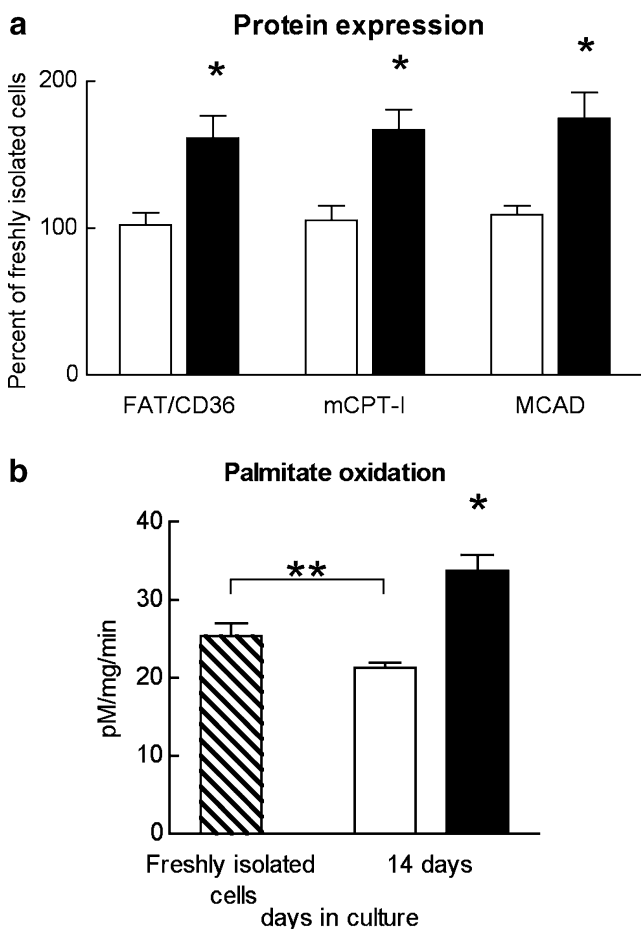 a
Protein expression
Percent of freshly isolated cells
200
100
0
*
*
*
FAT/CD36
mCPT-I
MCAD
b
Palmitate oxidation
pM/mg/min
40
30
20
10
0
**
*
Freshly isolated
cells
14 days
days in culture